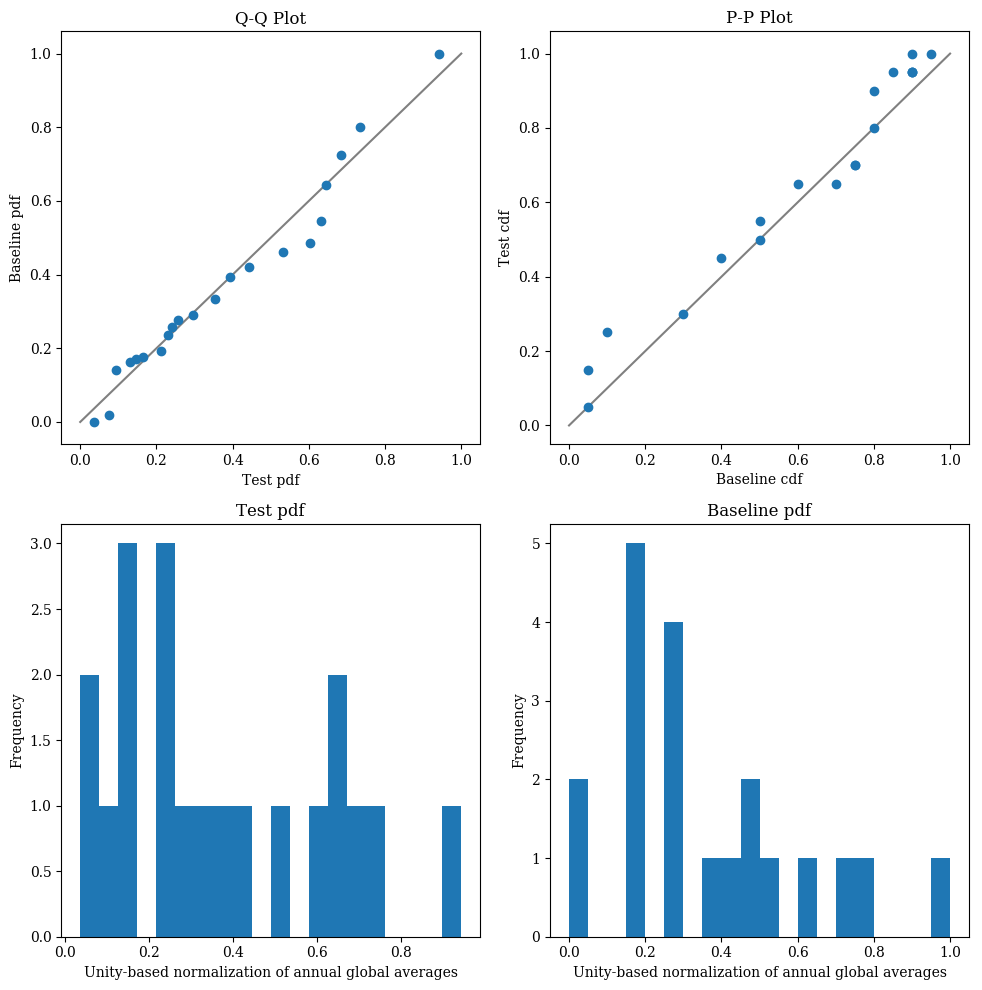 Q-Q Plot
1.0
0.8
0.6
0.4
0.2
0.0
Baseline pdf
0.0 0.2 0.4 0.6 0.8 1.0
Test pdf
P-P Plot
1.0
0.8
0.6
0.4
0.2
0.0
Test cdf
0.0 0.2 0.4 0.6 0.8 1.0
Baseline cdf
Test pdf
3.0
2.5
2.0
1.5
1.0
0.5
0.0
Frequency
0.0 0.2 0.4 0.6 0.8
Unity-based normalization of annual global averages
Baseline pdf
5
4
3
2
1
0
Frequency
0.0 0.2 0.4 0.6 0.8 1.0
Unity-based normalization of annual global averages